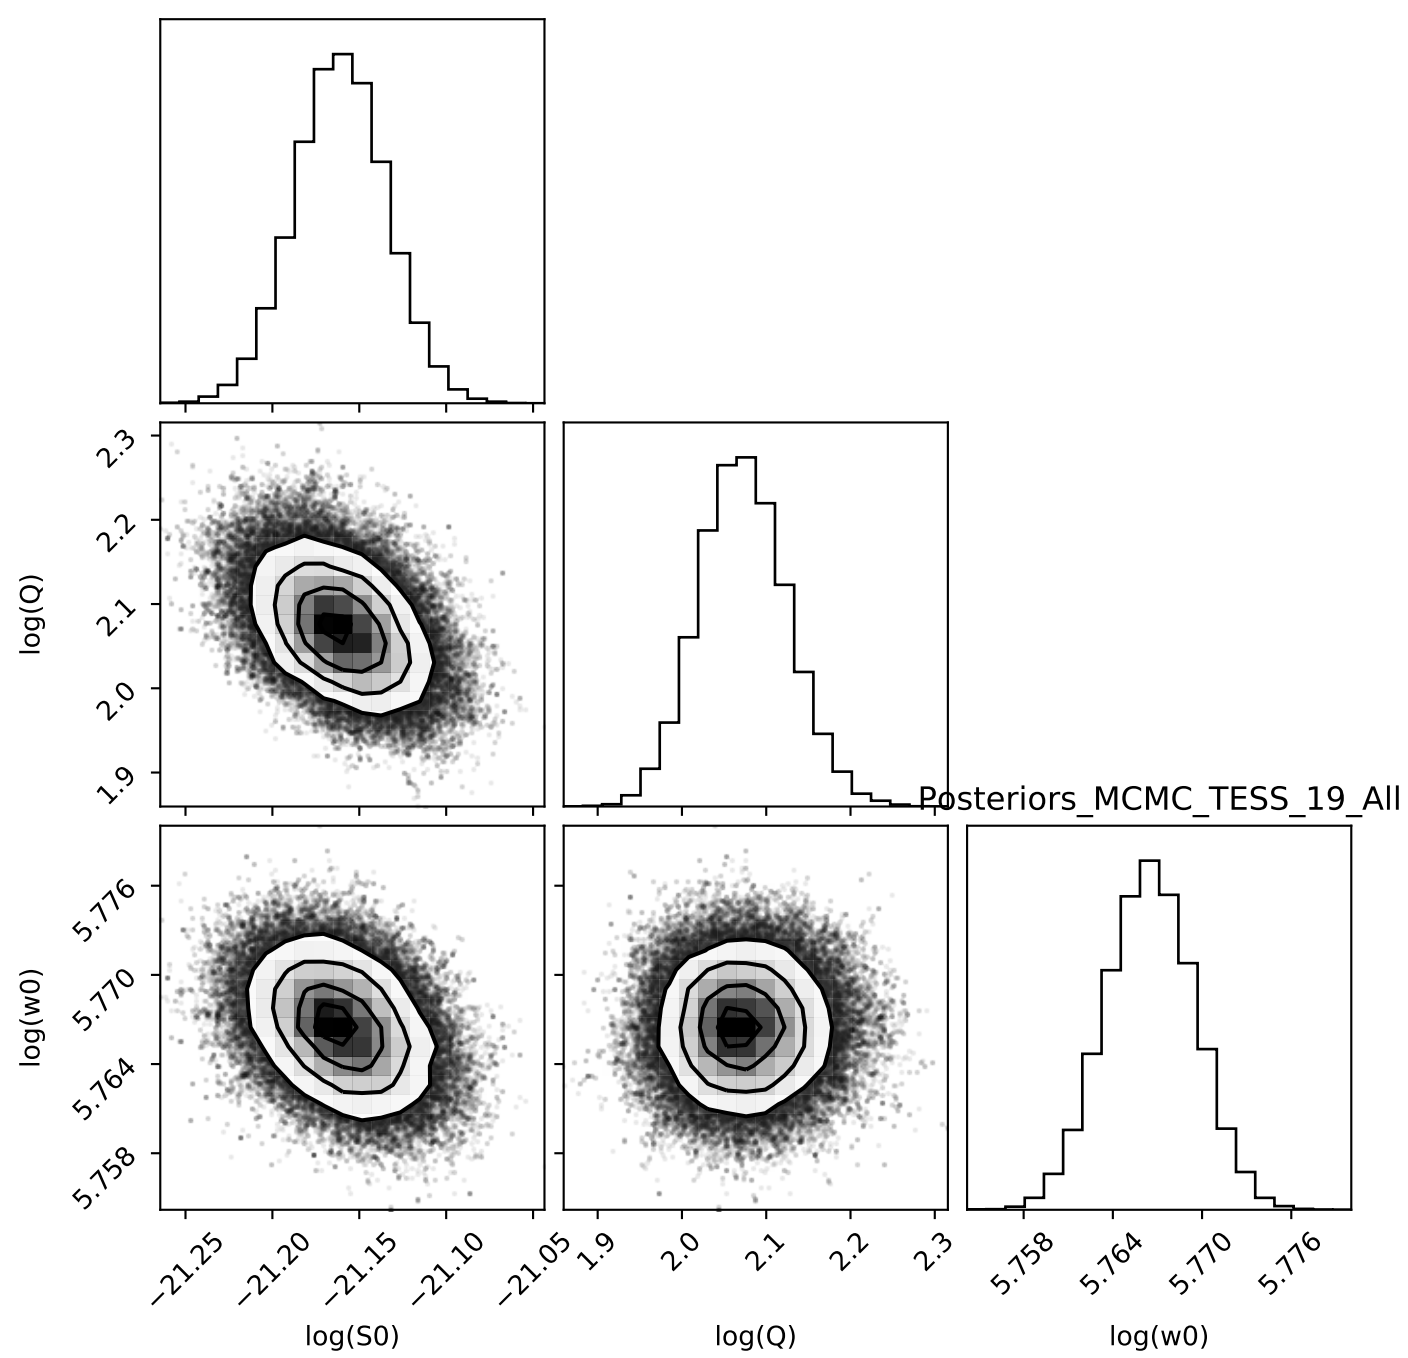 2.3
2.2
2.1
2.0
1.9
log(Q)
Posteriors_MCMC_TESS_19_All
5.776
5.770
5.764
5.758
log(w0)
−21.25 −21.20 −21.15 −21.10 −21.05 1.9 2.0 2.1 2.2 2.3 5.758 5.764 5.770 5.776
log(S0) log(Q) log(w0)